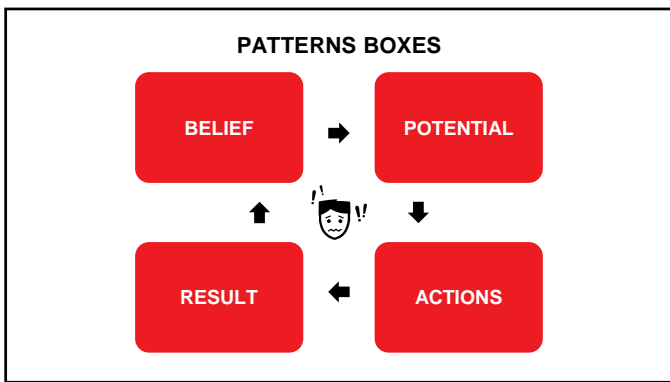 PATTERNS BOXES
BELIEF
POTENTIAL
RESULT
ACTIONS